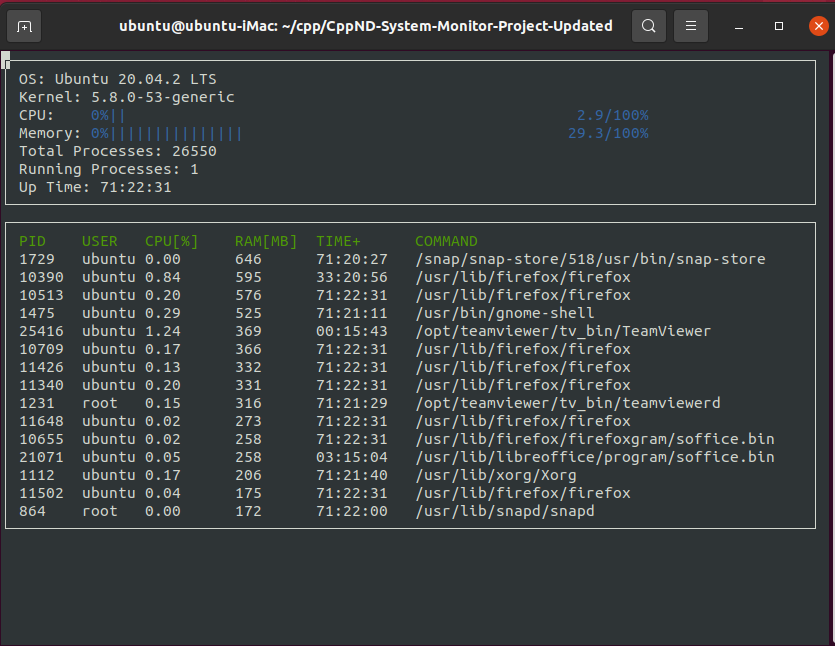 ubuntu@ubuntu-iMac: ~/cpp/CppND-System-Monitor-Project-Updated
OS: Ubuntu 20.04.2 LTS
Kernel: 5.8.0-53-generic
CPU: 0%|| 2.9/100%
Memory: 0%||||||||||||||| 29.3/100%
Total Processes: 26550
Running Processes: 1
Up Time: 71:22:31
PID USER CPU[%] RAM[MB] TIME+ COMMAND
1729 ubuntu 0.00 646 71:20:27 /snap/snap-store/518/usr/bin/snap-store
10390 ubuntu 0.84 595 33:20:56 /usr/lib/firefox/firefox
10513 ubuntu 0.20 576 71:22:31 /usr/lib/firefox/firefox
1475 ubuntu 0.29 525 71:21:11 /usr/bin/gnome-shell
25416 ubuntu 1.24 369 00:15:43 /opt/teamviewer/tv_bin/TeamViewer
10709 ubuntu 0.17 366 71:22:31 /usr/lib/firefox/firefox
11426 ubuntu 0.13 332 71:22:31 /usr/lib/firefox/firefox
11340 ubuntu 0.20 331 71:22:31 /usr/lib/firefox/firefox
1231 root 0.15 316 71:21:29 /opt/teamviewer/tv_bin/teamviewerd
11648 ubuntu 0.02 273 71:22:31 /usr/lib/firefox/firefox
10655 ubuntu 0.02 258 71:22:31 /usr/lib/firefox/firefoxgram/soffice.bin
21071 ubuntu 0.05 258 03:15:04 /usr/lib/libreoffice/program/soffice.bin
1112 ubuntu 0.17 206 71:21:40 /usr/lib/xorg/Xorg
11502 ubuntu 0.04 175 71:22:31 /usr/lib/firefox/firefox
864 root 0.00 172 71:22:00 /usr/lib/snapd/snapd